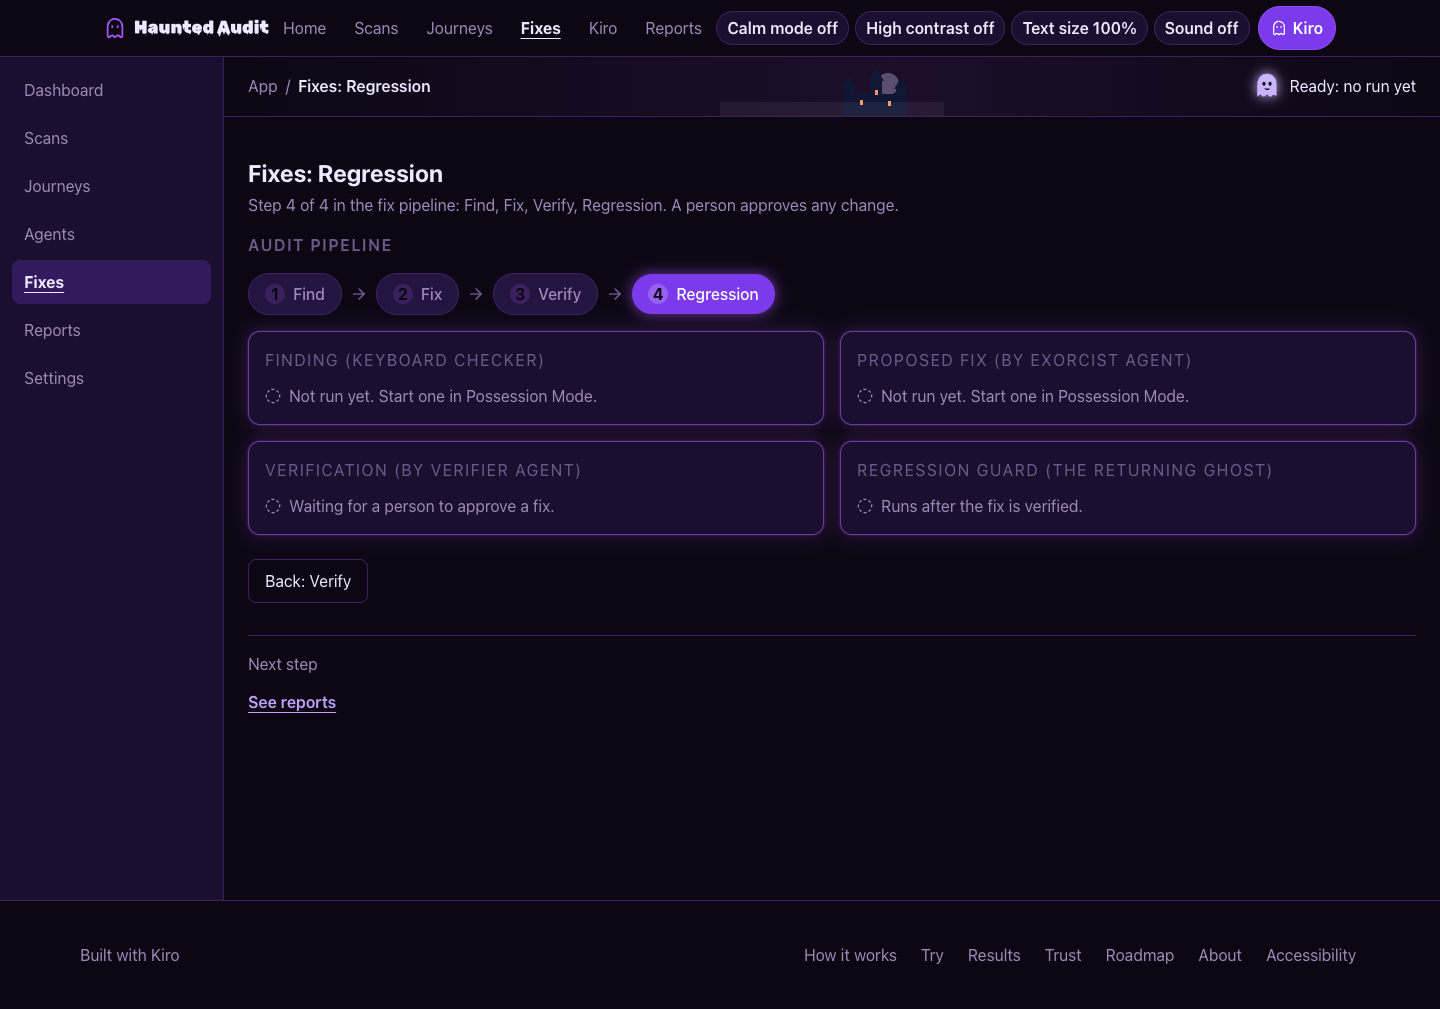 Haunted Audit Home Scans Journeys Fixes Kiro Reports Calm mode off High contrast off Text size 100% Sound off Kiro
Dashboard
Scans
Journeys
Agents
Fixes
Reports
Settings
App / Fixes: Regression
Ready: no run yet
Fixes: Regression
Step 4 of 4 in the fix pipeline: Find, Fix, Verify, Regression. A person approves any change.
AUDIT PIPELINE
1 Find → 2 Fix → 3 Verify → 4 Regression
FINDING (KEYBOARD CHECKER)
Not run yet. Start one in Possession Mode.
PROPOSED FIX (BY EXORCIST AGENT)
Not run yet. Start one in Possession Mode.
VERIFICATION (BY VERIFIER AGENT)
Waiting for a person to approve a fix.
REGRESSION GUARD (THE RETURNING GHOST)
Runs after the fix is verified.
Back: Verify
Next step
See reports
Built with Kiro
How it works Try Results Trust Roadmap About Accessibility